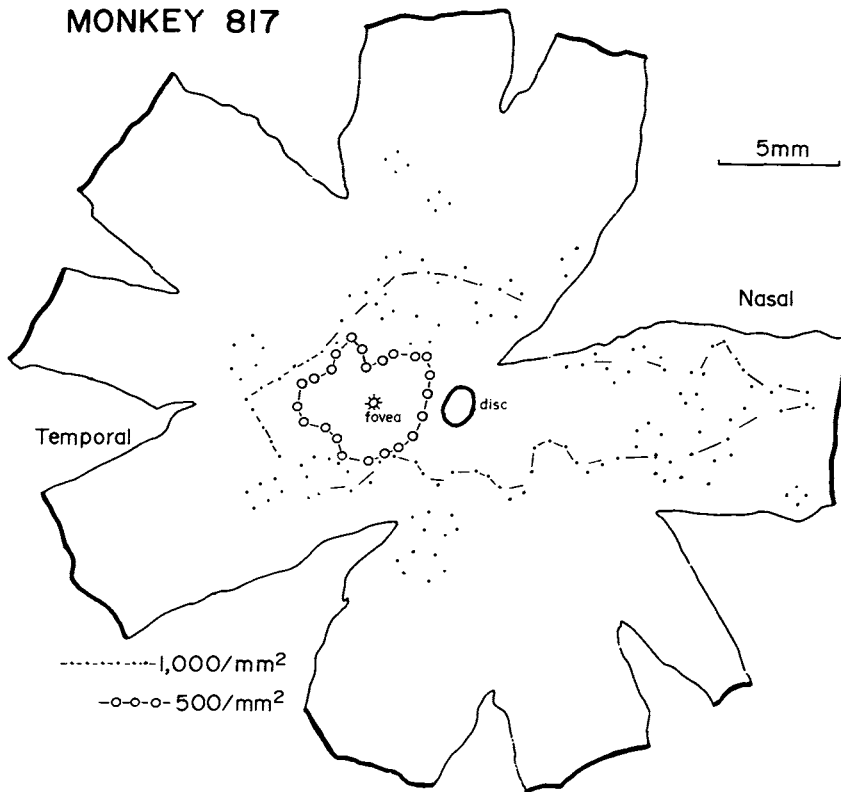 MONKEY 817
5mm
Nasal
fovea
disc
Temporal
1,000/mm²
500/mm²